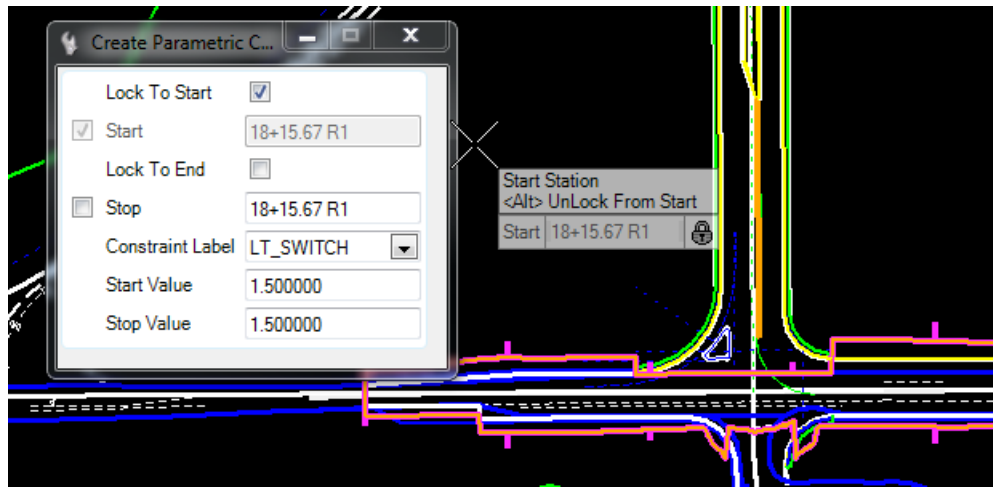 Create Parametric C...
Lock To Start
Start 18+15.67 R1
Lock To End
Stop 18+15.67 R1
Constraint Label LT_SWITCH
Start Value 1.500000
Stop Value 1.500000
Start Station
<Alt> UnLock From Start
Start 18+15.67 R1